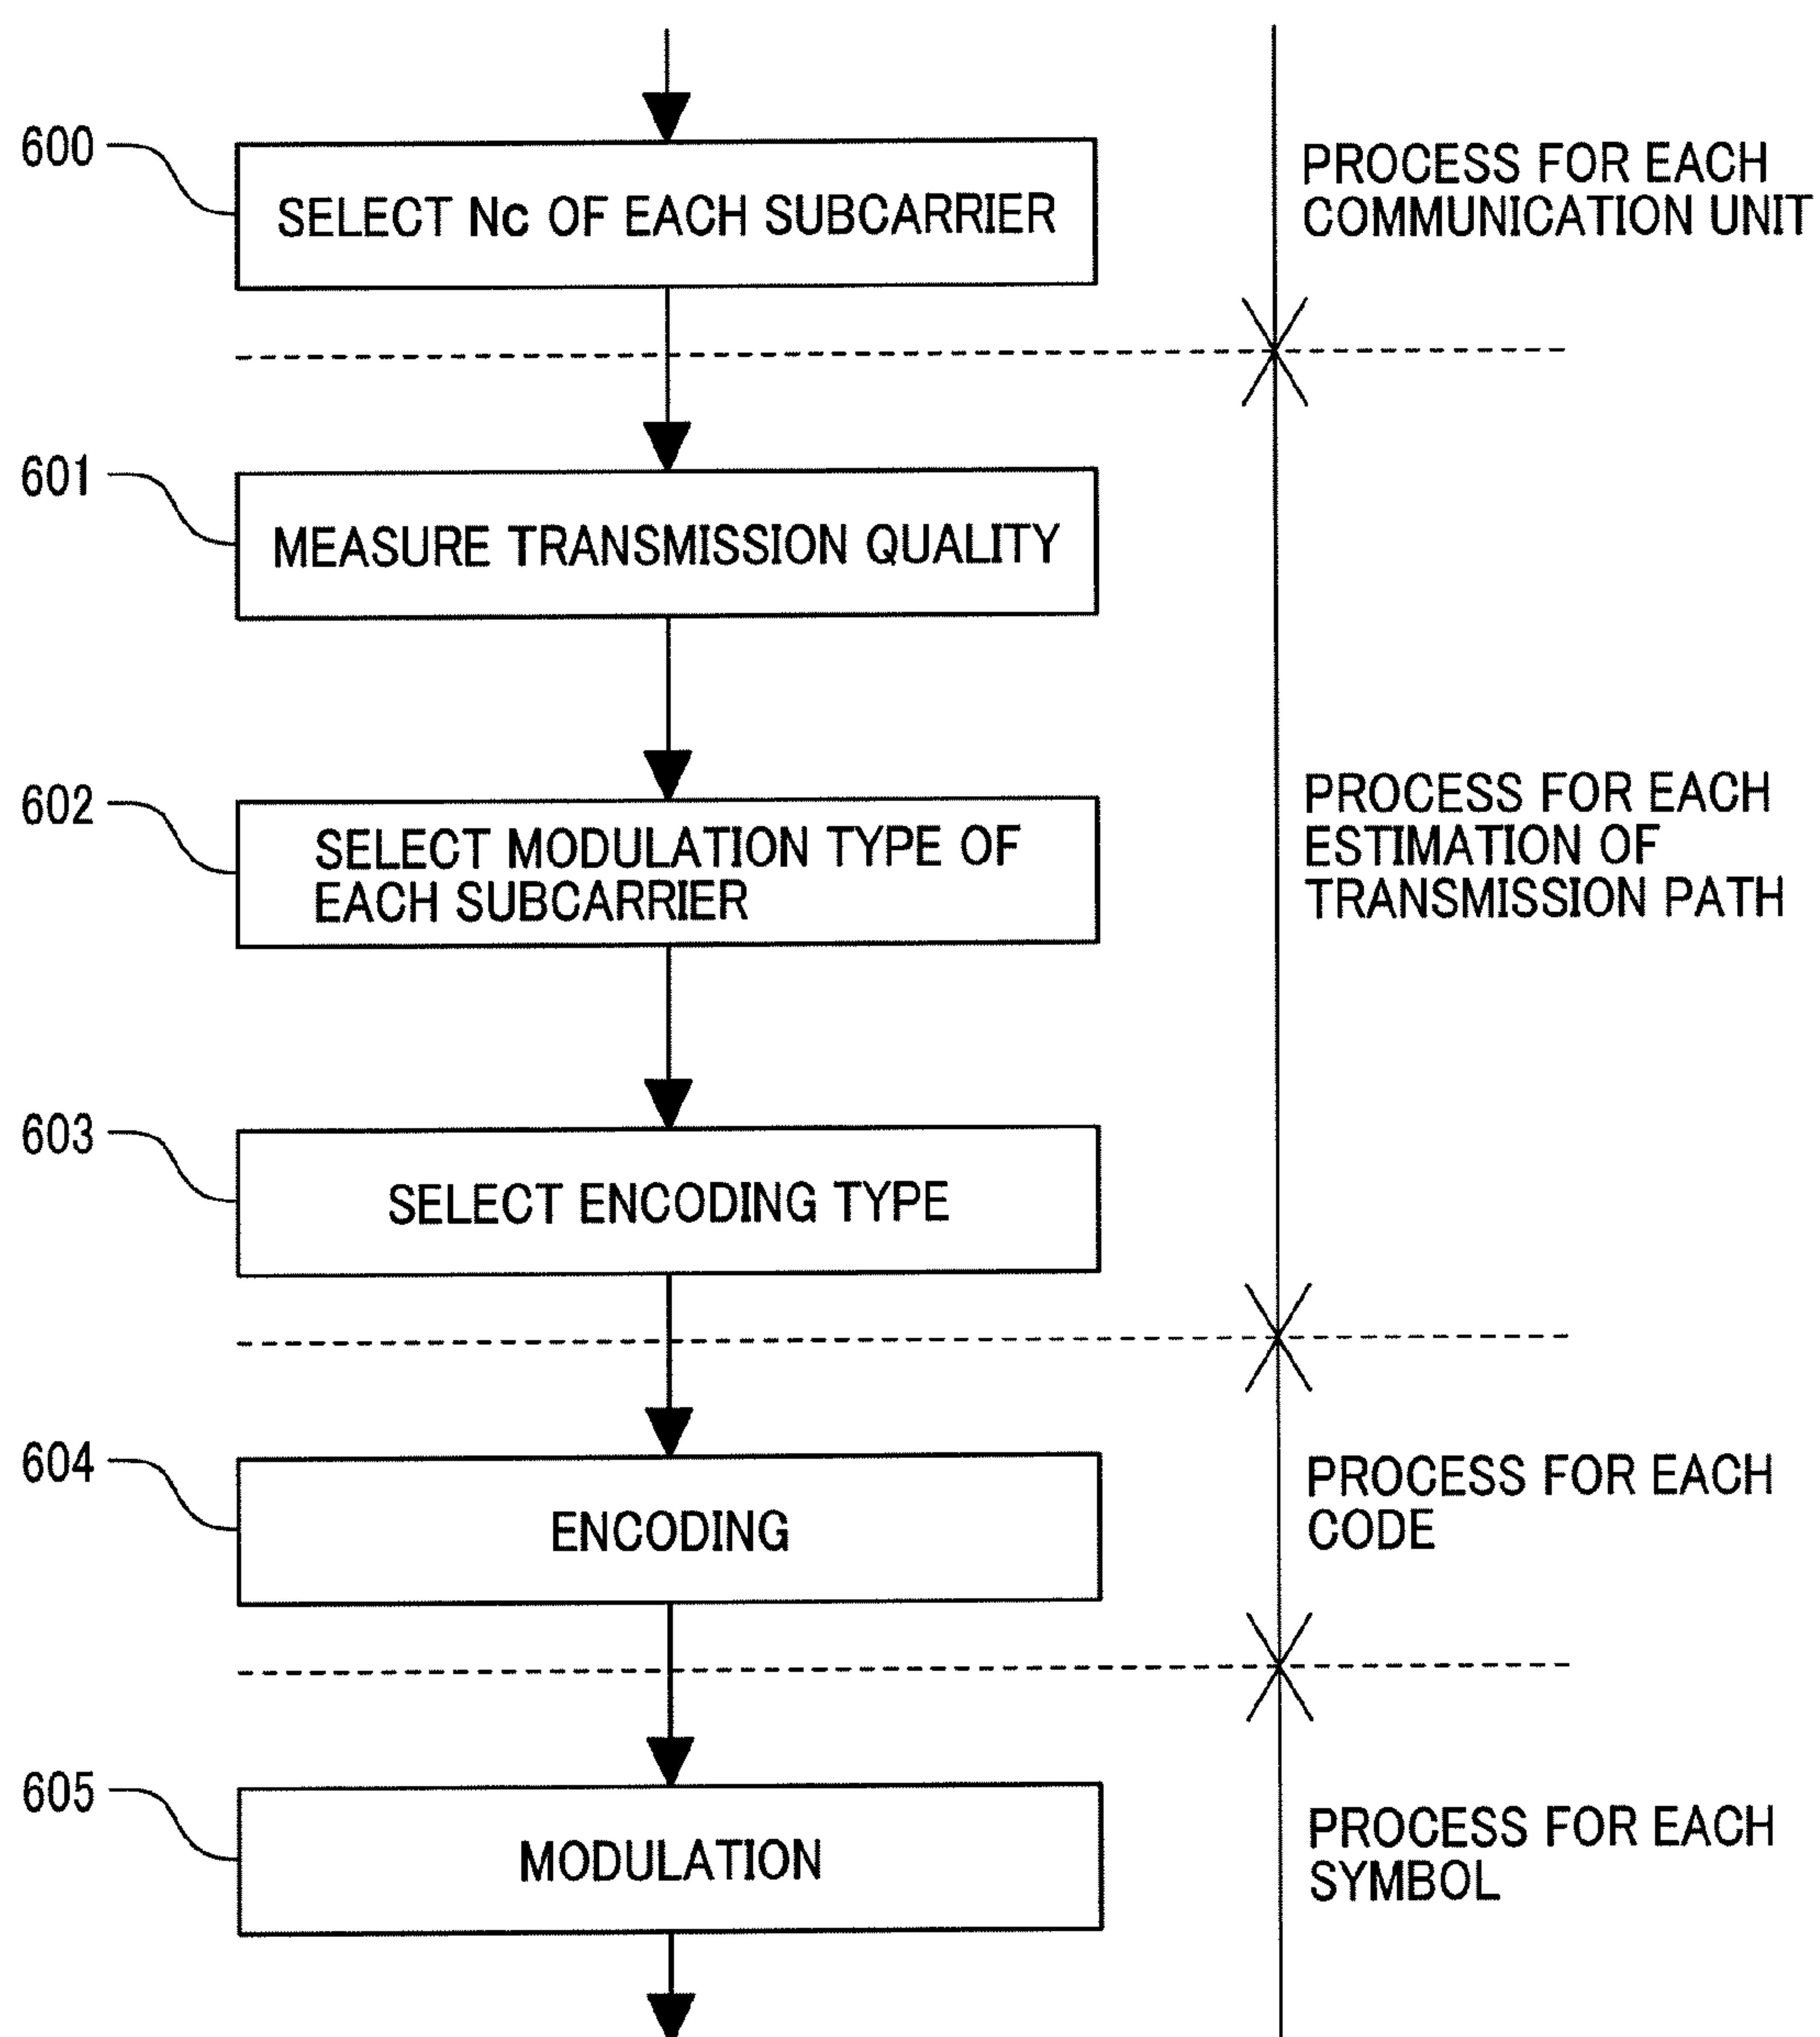 600
SELECT Nc OF EACH SUBCARRIER
PROCESS FOR EACH
COMMUNICATION UNIT
601
MEASURE TRANSMISSION QUALITY
602
SELECT MODULATION TYPE OF
EACH SUBCARRIER
PROCESS FOR EACH
ESTIMATION OF
TRANSMISSION PATH
603
SELECT ENCODING TYPE
604
ENCODING
PROCESS FOR EACH
CODE
605
MODULATION
PROCESS FOR EACH
SYMBOL